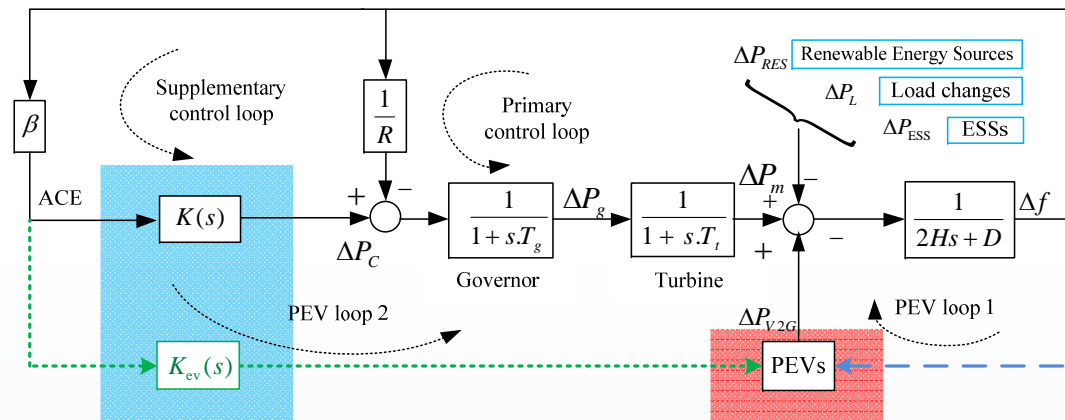 ΔP_RES Renewable Energy Sources
ΔP_L Load changes
ΔP_ESS ESSs
Supplementary
control loop
Primary
control loop
β
1
R
ACE
K(s)
+
−
ΔP_C
1
1 + s.T_g
Governor
ΔP_g
1
1 + s.T_t
Turbine
ΔP_m
−
+
+
−
1
2Hs + D
Δf
PEV loop 2
PEV loop 1
ΔP_V2G
K_ev(s)
PEVs